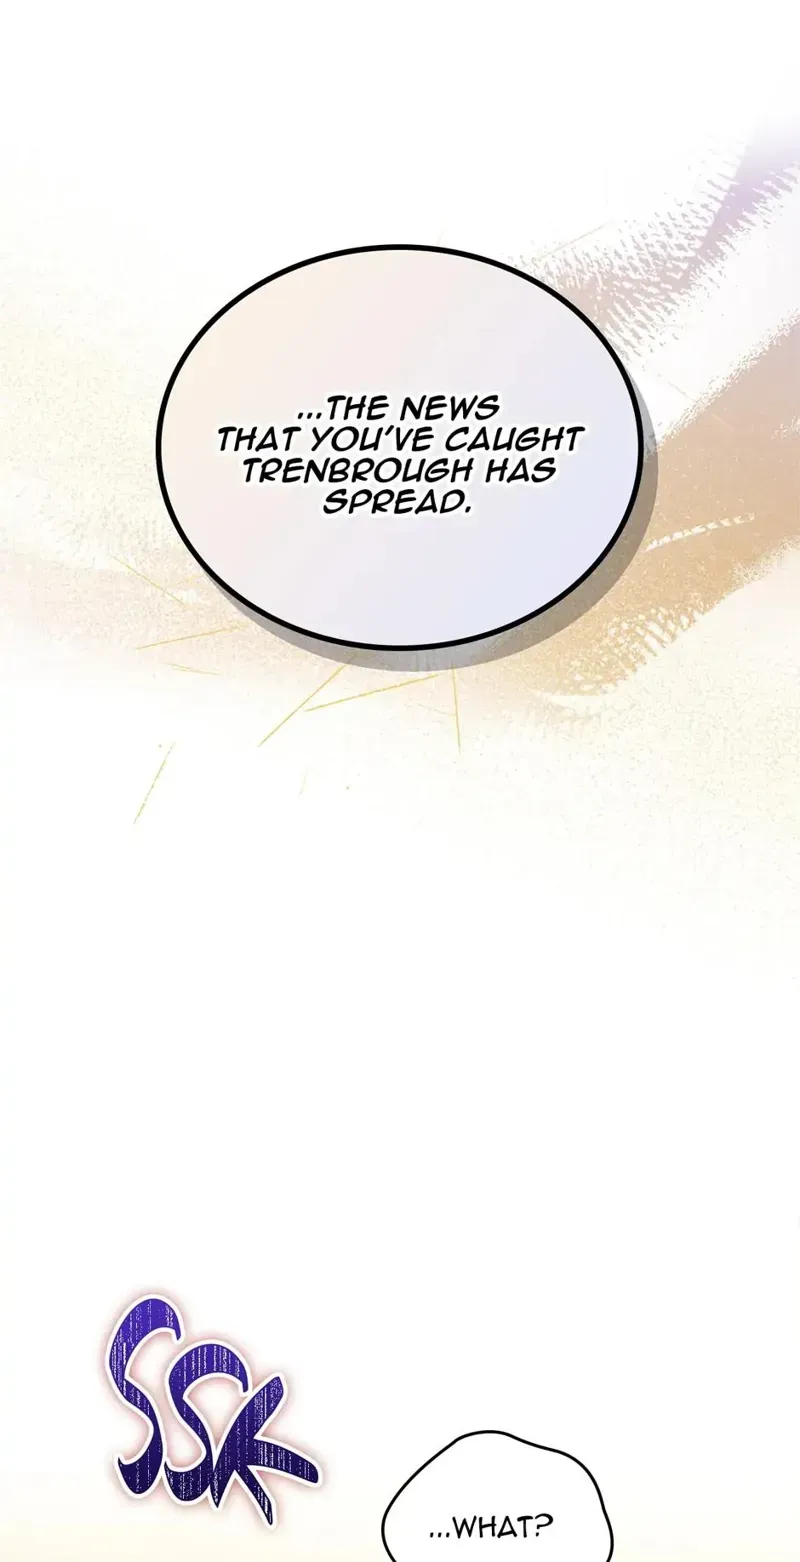 ...THE NEWS
THAT YOU'VE CAUGHT
TRENBROUGH HAS
SPREAD.
SSK
...WHAT?